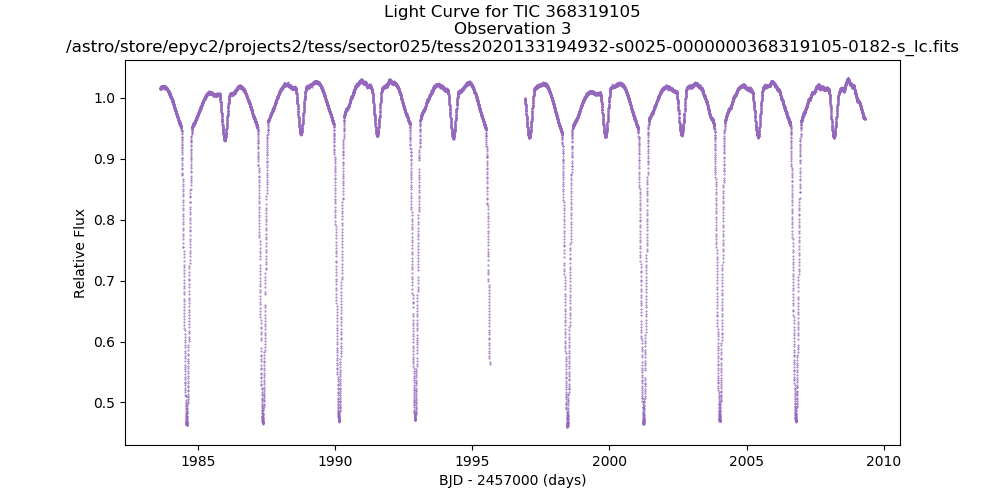 Light Curve for TIC 368319105
Observation 3
/astro/store/epyc2/projects2/tess/sector025/tess2020133194932-s0025-0000000368319105-0182-s_lc.fits
1.0
0.9
0.8
0.7
0.6
0.5
Relative Flux
1985 1990 1995 2000 2005 2010
BJD - 2457000 (days)